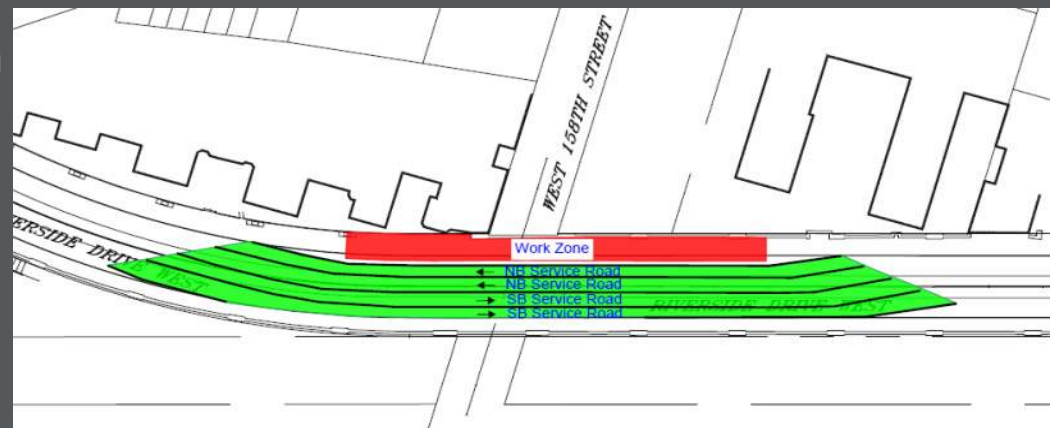 WEST 158TH STREET
ERSIDE DRIVE WEST
Work Zone
NB Service Road
NB Service Road
SB Service Road
SB Service Road
RIVERSIDE DRIVE WEST